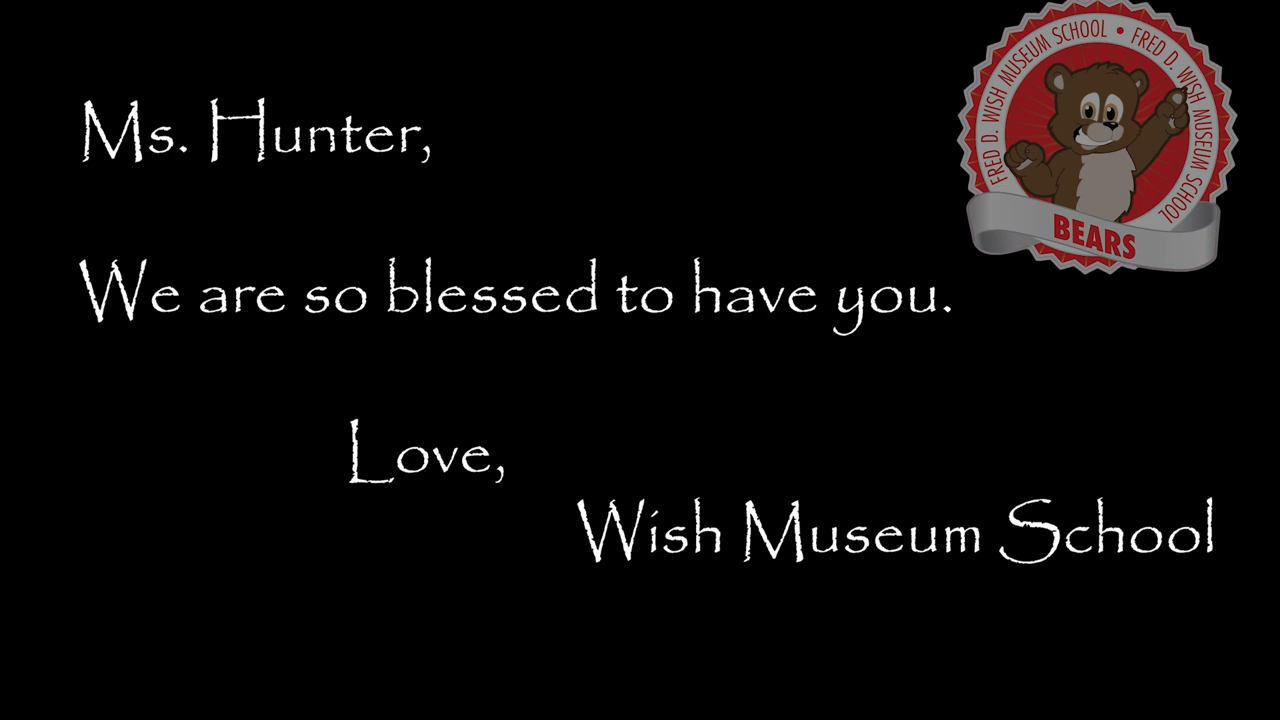 Ms. Hunter,
We are so blessed to have you.
Love,
Wish Museum School
FRED D. WISH MUSEUM SCHOOL • FRED D. WISH MUSEUM SCHOOL
BEARS